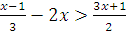 (x−1)/3 − 2x > (3x+1)/2